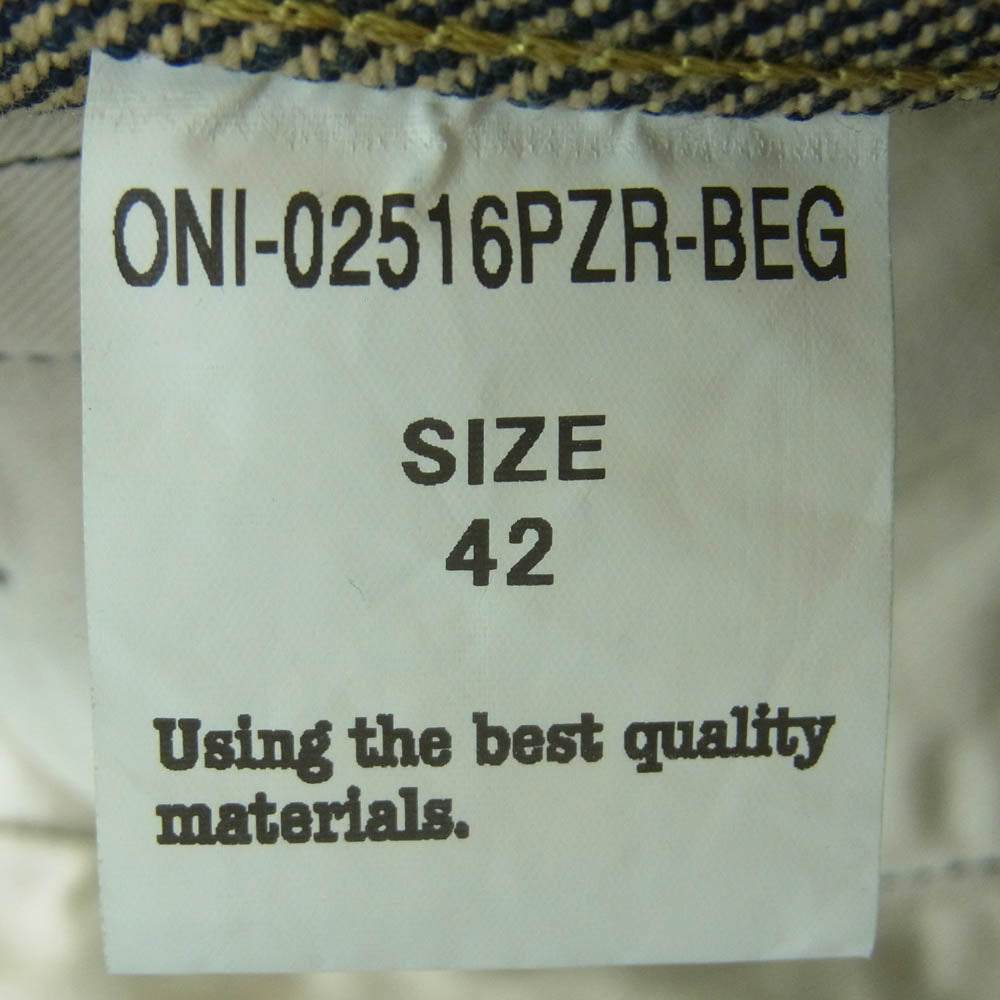 ONI-02516PZR-BEG
SIZE
42
Using the best quality
materials.